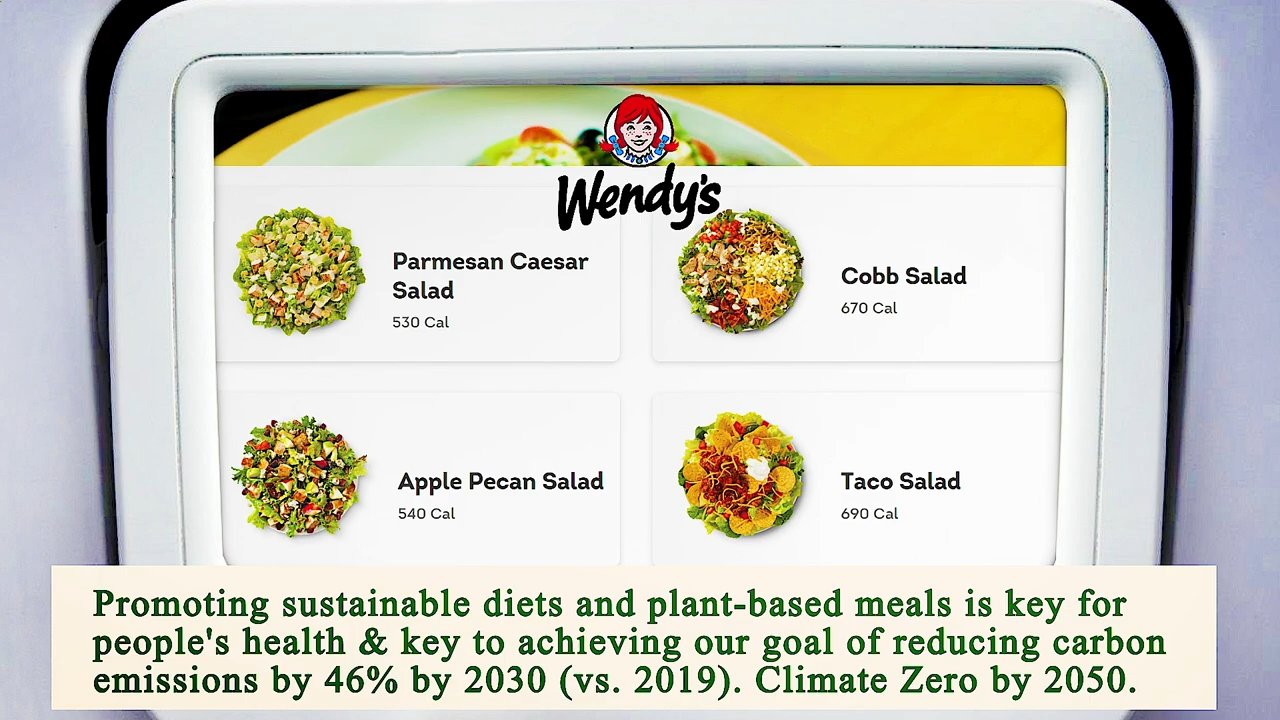 Wendy's
Parmesan Caesar
Salad
530 Cal
Cobb Salad
670 Cal
Apple Pecan Salad
540 Cal
Taco Salad
690 Cal
Promoting sustainable diets and plant-based meals is key for
people's health & key to achieving our goal of reducing carbon
emissions by 46% by 2030 (vs. 2019). Climate Zero by 2050.